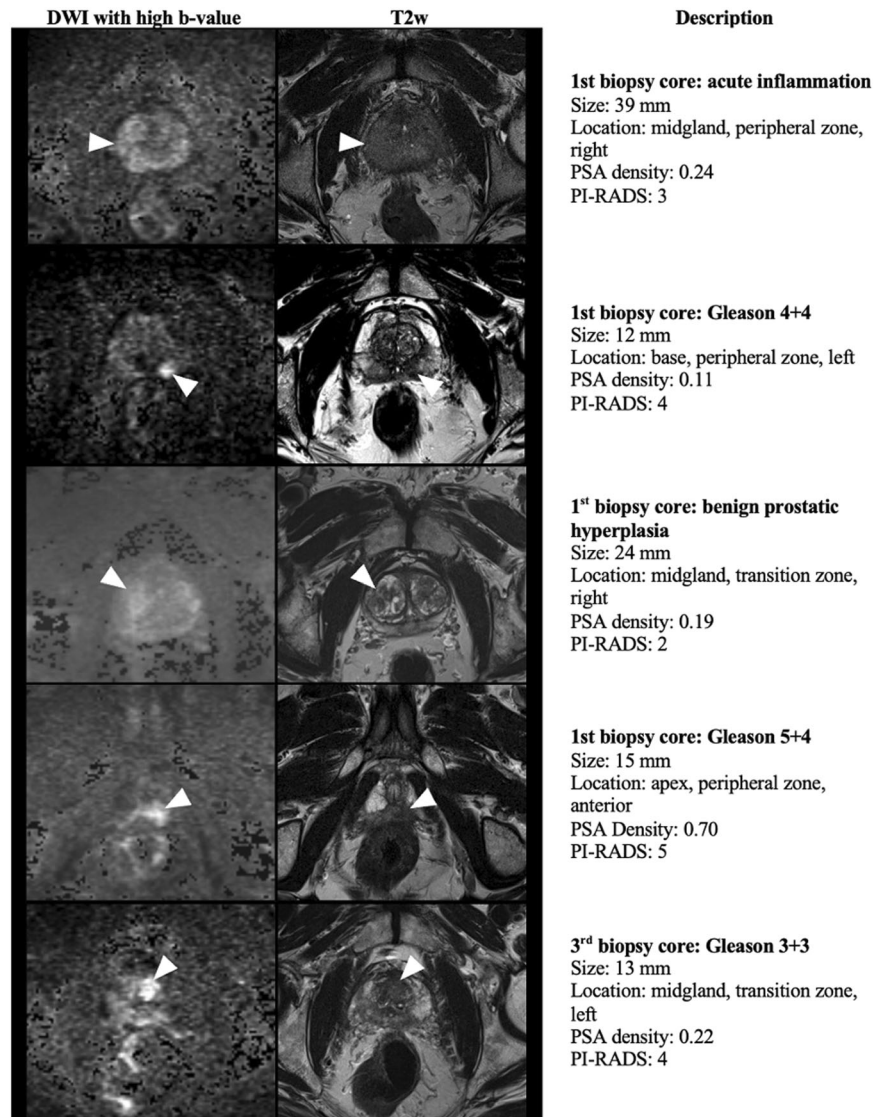 DWI with high b-value
T2w
Description
1st biopsy core: acute inflammation
Size: 39 mm
Location: midgland, peripheral zone,
right
PSA density: 0.24
PI-RADS: 3
1st biopsy core: Gleason 4+4
Size: 12 mm
Location: base, peripheral zone, left
PSA density: 0.11
PI-RADS: 4
1st biopsy core: benign prostatic
hyperplasia
Size: 24 mm
Location: midgland, transition zone,
right
PSA density: 0.19
PI-RADS: 2
1st biopsy core: Gleason 5+4
Size: 15 mm
Location: apex, peripheral zone,
anterior
PSA Density: 0.70
PI-RADS: 5
3rd biopsy core: Gleason 3+3
Size: 13 mm
Location: midgland, transition zone,
left
PSA density: 0.22
PI-RADS: 4